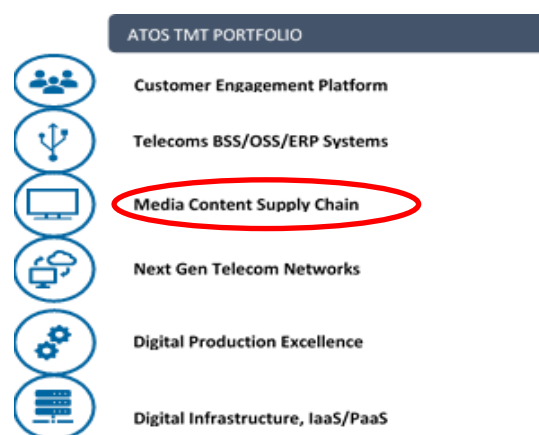 ATOS TMT PORTFOLIO
Customer Engagement Platform
Telecoms BSS/OSS/ERP Systems
Media Content Supply Chain
Next Gen Telecom Networks
Digital Production Excellence
Digital Infrastructure, IaaS/PaaS